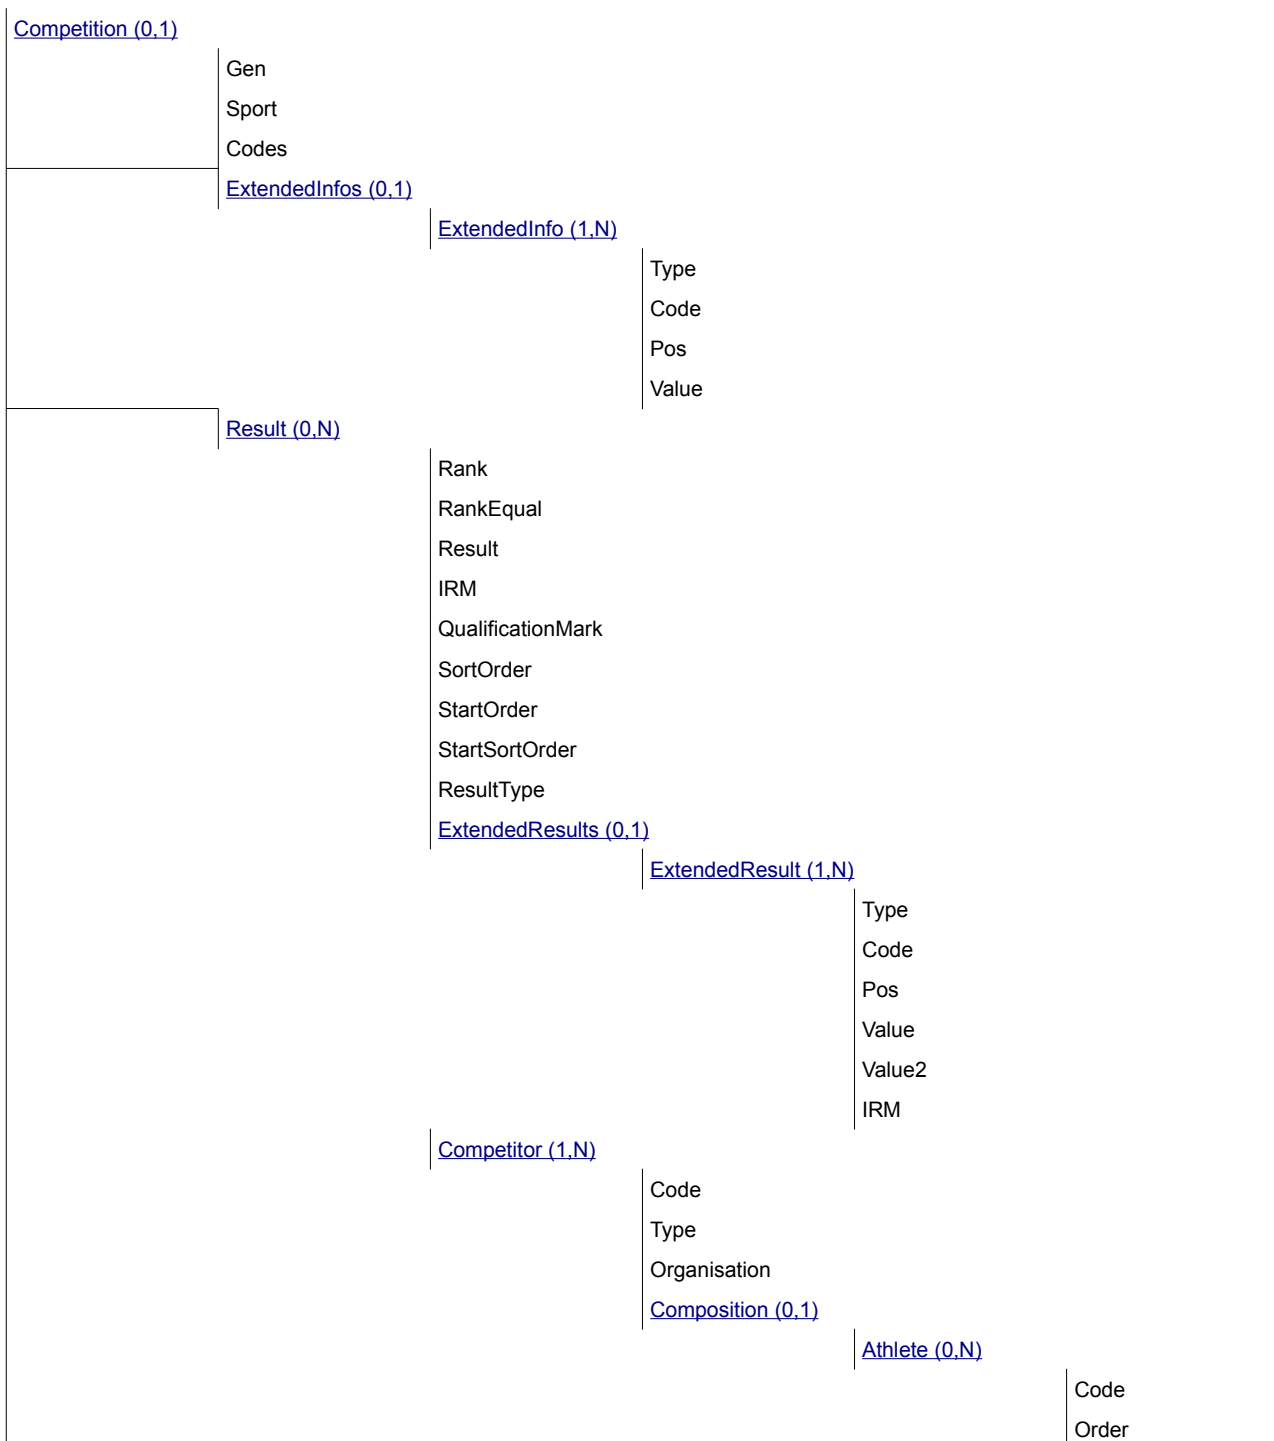 Competition (0,1)
Gen
Sport
Codes
ExtendedInfos (0,1)
ExtendedInfo (1,N)
Type
Code
Pos
Value
Result (0,N)
Rank
RankEqual
Result
IRM
QualificationMark
SortOrder
StartOrder
StartSortOrder
ResultType
ExtendedResults (0,1)
ExtendedResult (1,N)
Type
Code
Pos
Value
Value2
IRM
Competitor (1,N)
Code
Type
Organisation
Composition (0,1)
Athlete (0,N)
Code
Order